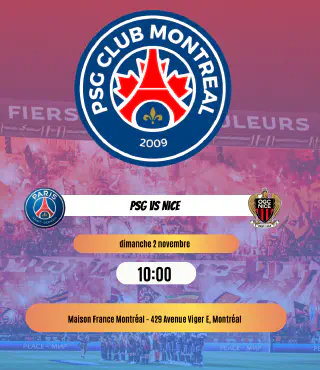 PSG CLUB MONTREAL
2009
FIERS
ULEURS
PSG VS NICE
PARIS
OGC
NICE
dimanche 2 novembre
10:00
Maison France Montréal - 429 Avenue Viger E, Montréal